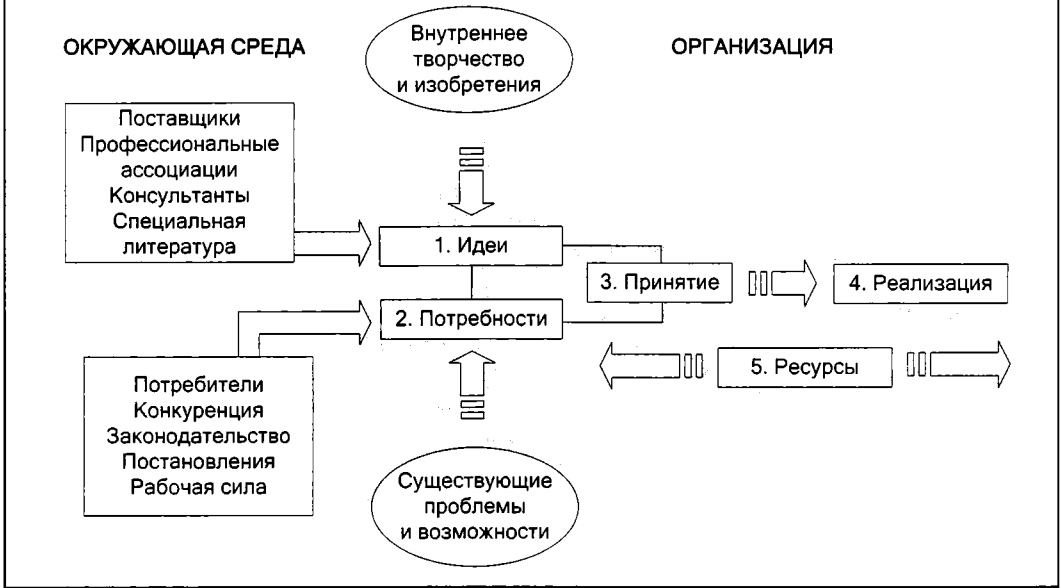 ОКРУЖАЮЩАЯ СРЕДА
Внутреннее
творчество
и изобретения
ОРГАНИЗАЦИЯ
Поставщики
Профессиональные
ассоциации
Консультанты
Специальная
литература
1. Идеи
2. Потребности
3. Принятие
4. Реализация
5. Ресурсы
Потребители
Конкуренция
Законодательство
Постановления
Рабочая сила
Существующие
проблемы
и возможности